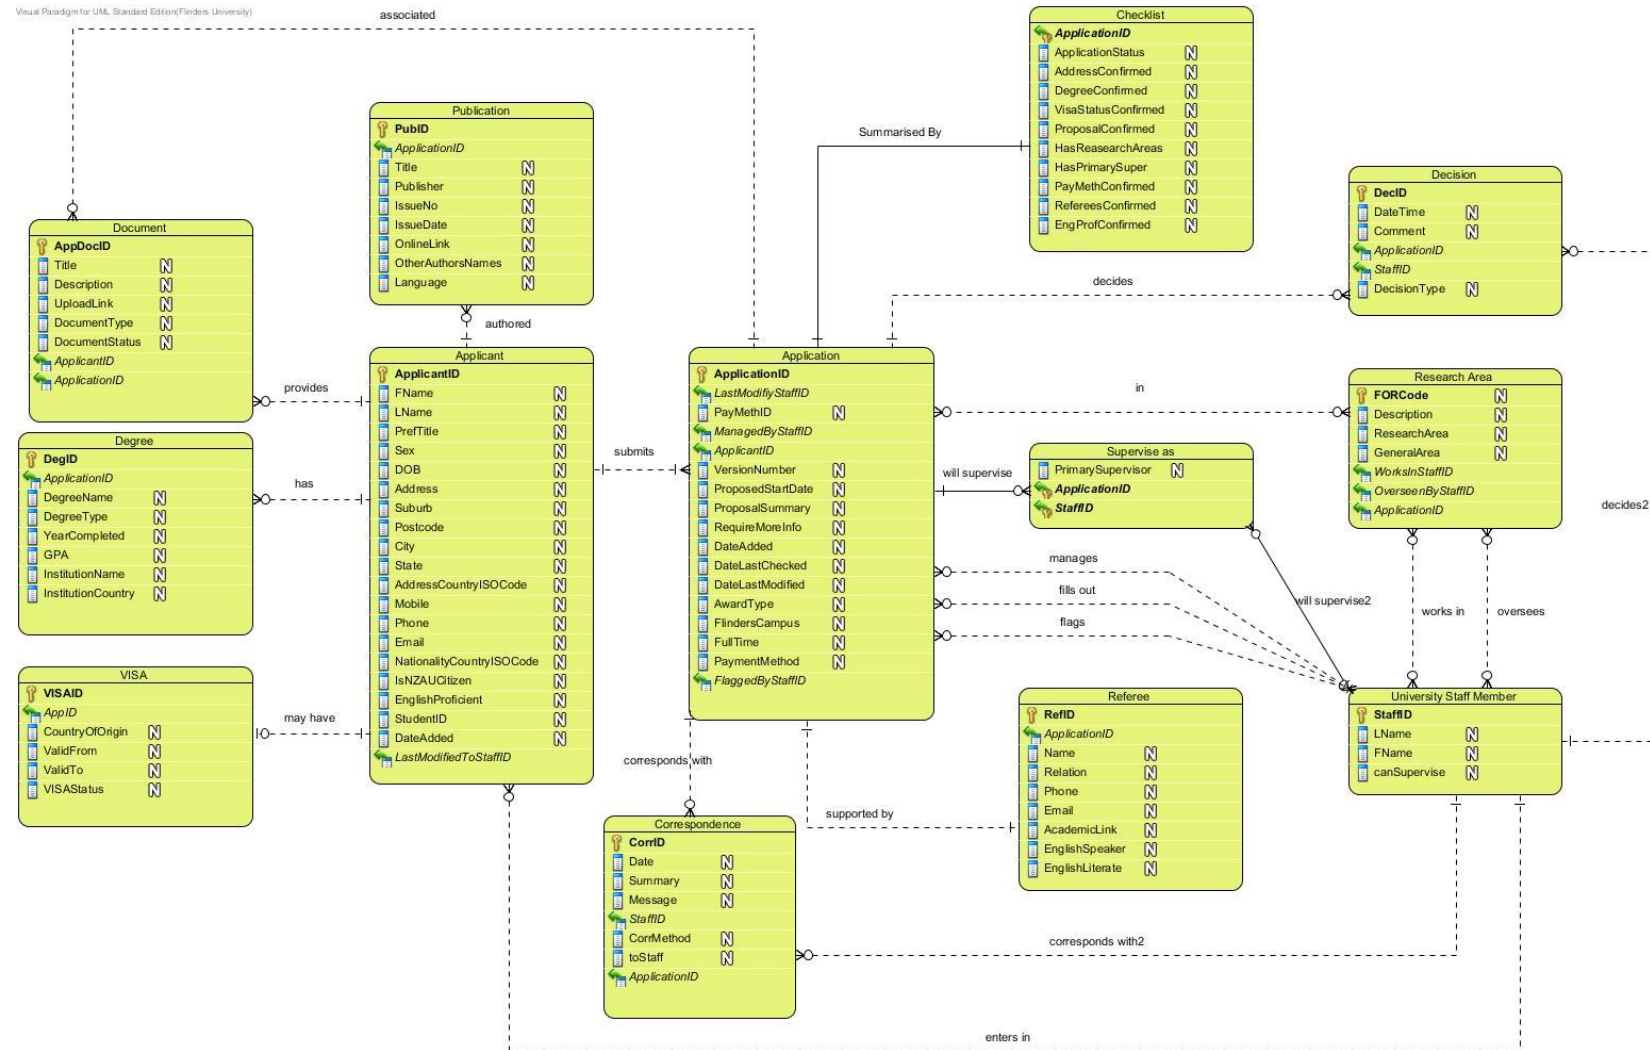 Visual Paradigm for UML Standard Edition(Flinders University)
associated
Checklist
ApplicationID
ApplicationStatus N
AddressConfirmed N
DegreeConfirmed N
VisaStatusConfirmed N
ProposalConfirmed N
HasReasearchAreas N
HasPrimarySuper N
PayMethConfirmed N
RefereesConfirmed N
EngProfConfirmed N
Summarised By
Publication
PubID
ApplicationID
Title N
Publisher N
IssueNo N
IssueDate N
OnlineLink N
OtherAuthorsNames N
Language N
authored
Decision
DecID
DateTime N
Comment N
ApplicationID
StaffID
DecisionType N
decides
Document
AppDocID
Title N
Description N
UploadLink N
DocumentType N
DocumentStatus N
ApplicantID
ApplicationID
provides
Degree
DegID
ApplicationID
DegreeName N
DegreeType N
YearCompleted N
GPA N
InstitutionName N
InstitutionCountry N
has
VISA
VISAID
AppID
CountryOfOrigin N
ValidFrom N
ValidTo N
VISAStatus N
may have
Applicant
ApplicantID
FName N
LName N
PrefTitle N
Sex N
DOB N
Address N
Suburb N
Postcode N
City N
State N
AddressCountryISOCode N
Mobile N
Phone N
Email N
NationalityCountryISOCode N
IsNZAUCitizen N
EnglishProficient N
StudentID N
DateAdded N
LastModifiedToStaffID
submits
Application
ApplicationID
LastModifiyStaffID
PayMethID N
ManagedByStaffID
ApplicantID
VersionNumber N
ProposedStartDate N
ProposalSummary N
RequireMoreInfo N
DateAdded N
DateLastChecked N
DateLastModified N
AwardType N
FlindersCampus N
FullTime N
PaymentMethod N
FlaggedByStaffID
in
will supervise
Supervise as
PrimarySupervisor N
ApplicationID
StaffID
manages
fills out
flags
will supervise2
Research Area
FORCode N
Description N
ResearchArea N
GeneralArea N
WorksInStaffID
OverseenByStaffID
ApplicationID
decides2
works in
oversees
University Staff Member
StaffID
LName N
FName N
canSupervise N
Referee
RefID
ApplicationID
Name N
Relation N
Phone N
Email N
AcademicLink N
EnglishSpeaker N
EnglishLiterate N
supported by
corresponds with
Correspondence
CorrID
Date N
Summary N
Message N
StaffID
CorrMethod N
toStaff N
ApplicationID
corresponds with2
enters in